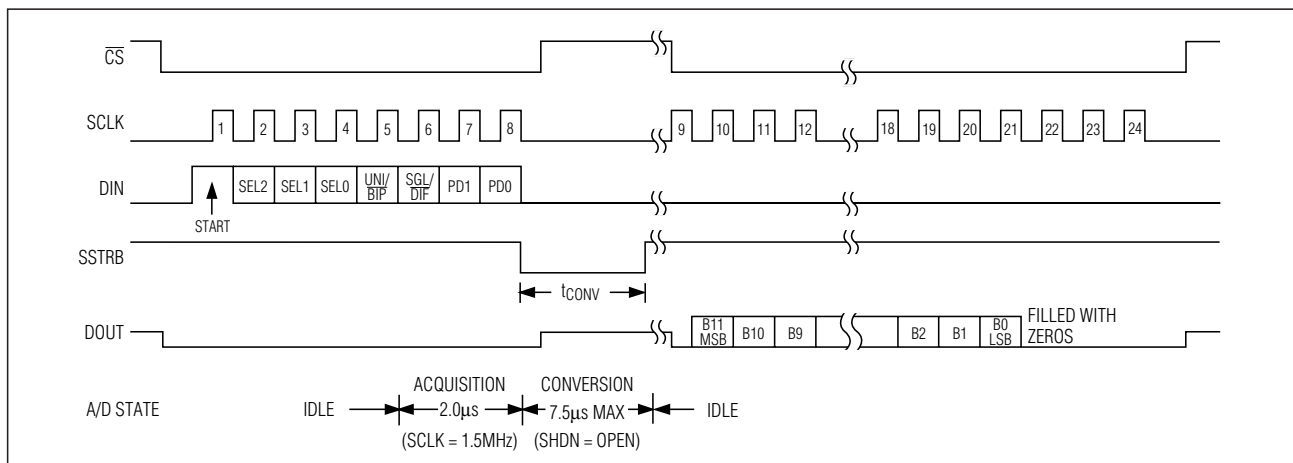 CS
SCLK 1 2 3 4 5 6 7 8 9 10 11 12 18 19 20 21 22 23 24
DIN SEL2 SEL1 SEL0 UNI/ BIP SGL/ DIF PD1 PD0
START
SSTRB
tCONV
DOUT B11 MSB B10 B9 B2 B1 B0 LSB FILLED WITH ZEROS
ACQUISITION CONVERSION
A/D STATE IDLE 2.0µs 7.5µs MAX IDLE
(SCLK = 1.5MHz) (SHDN = OPEN)